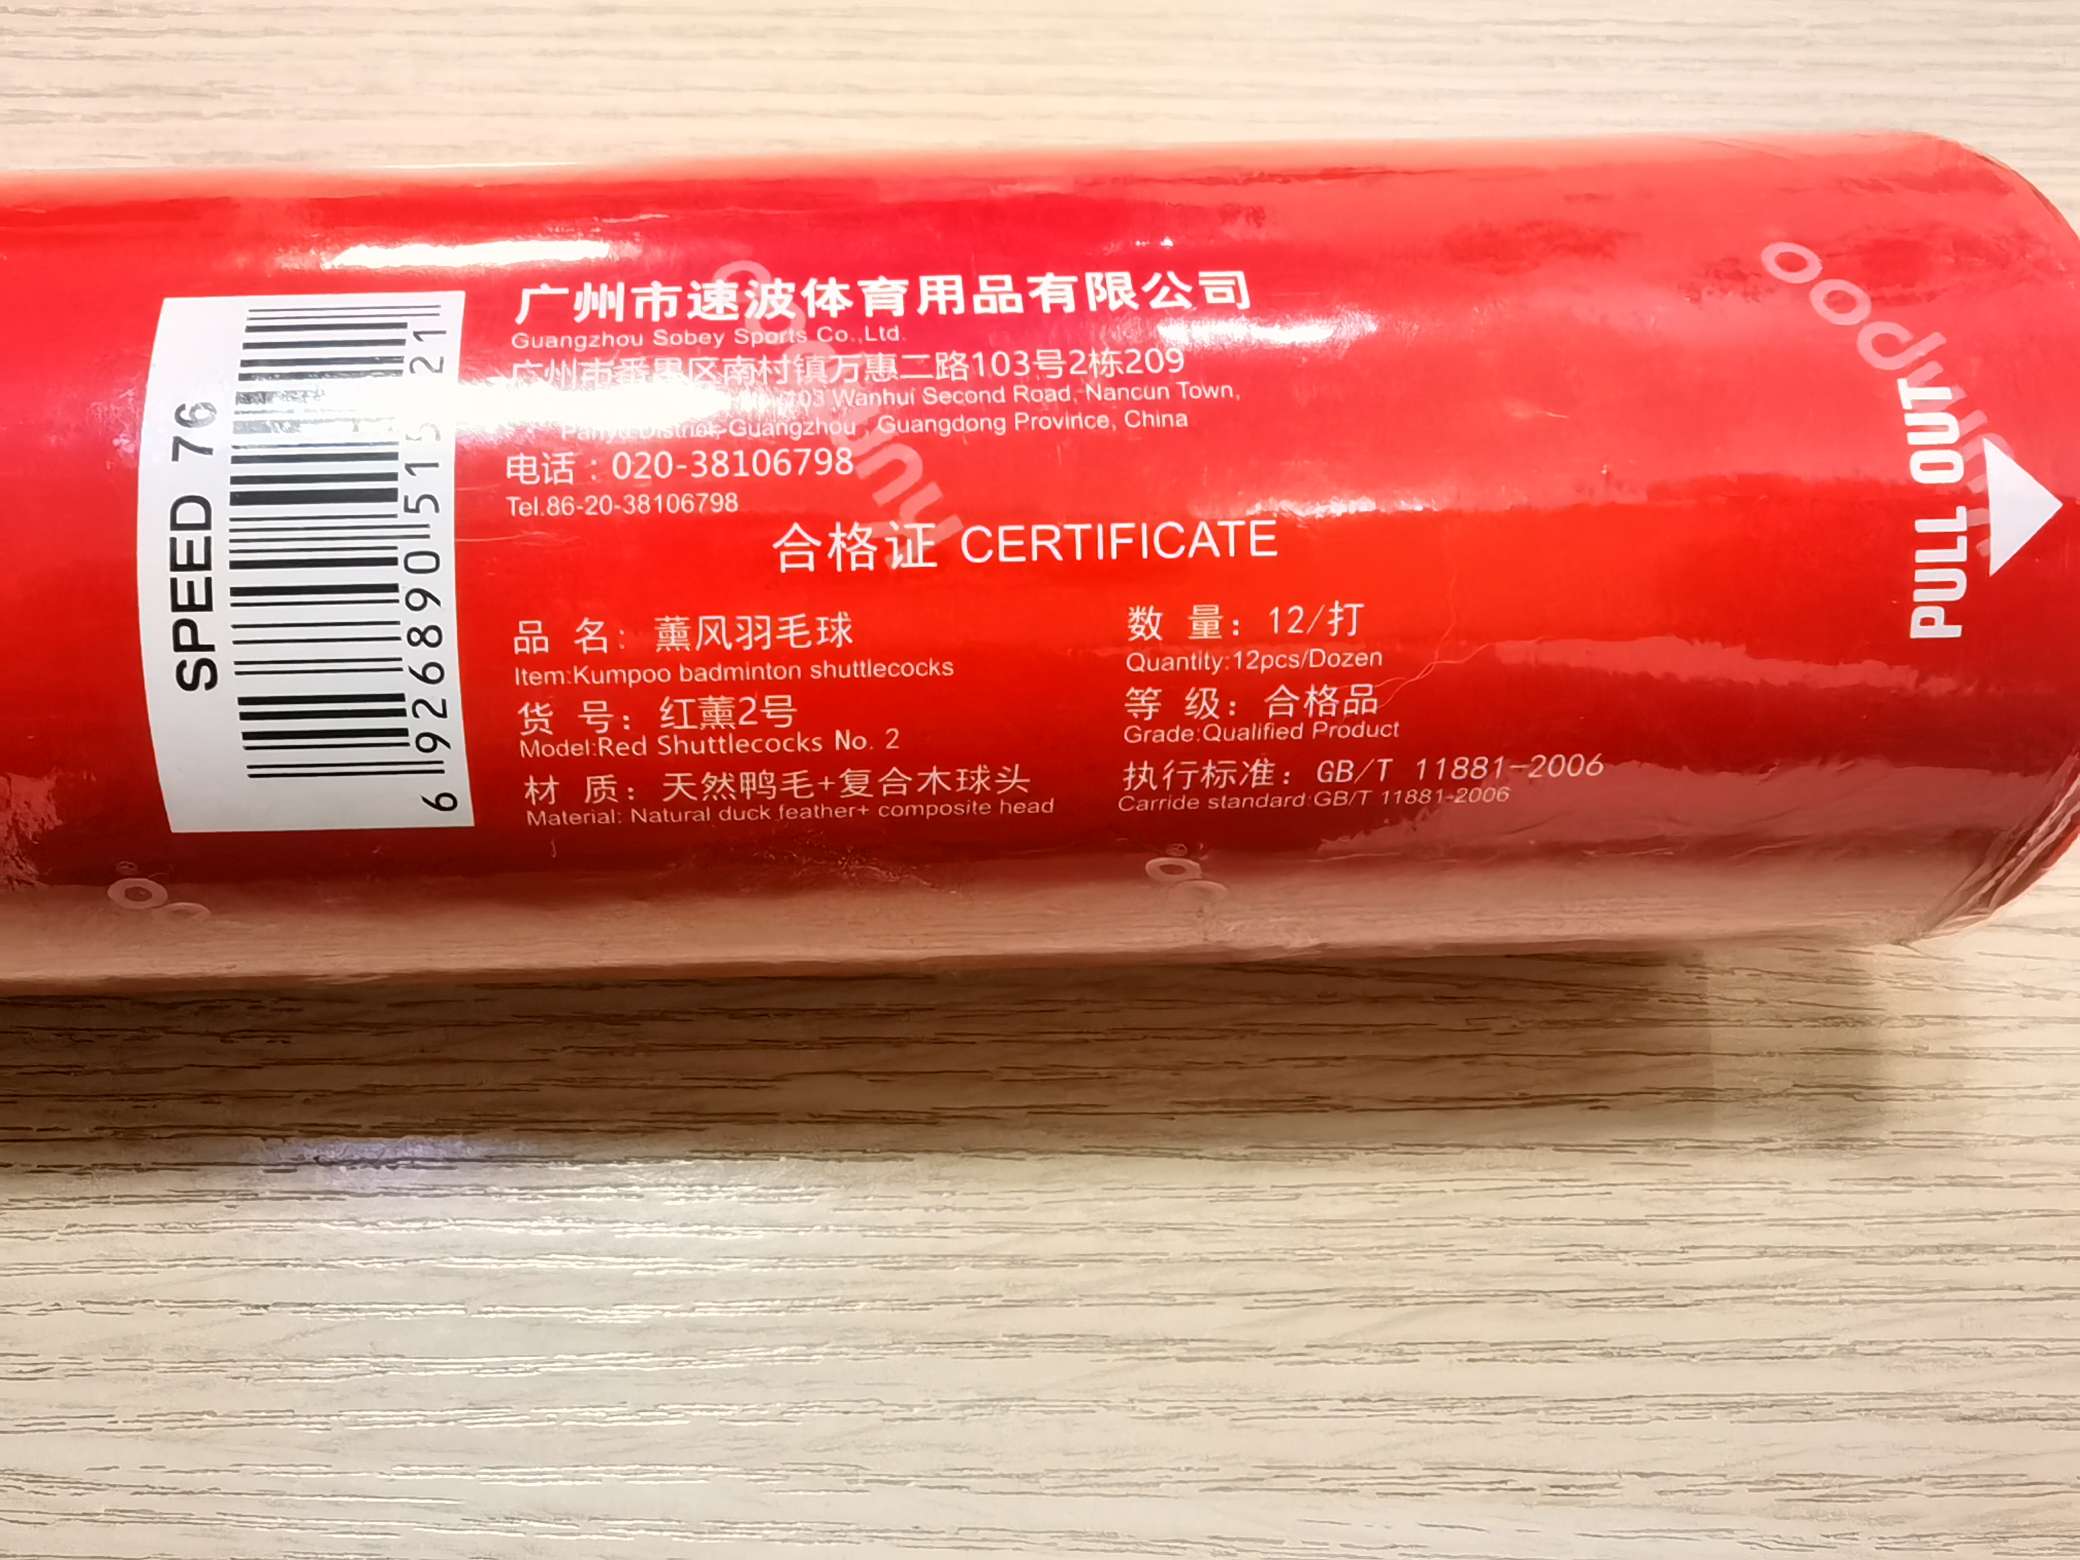 广州市速波体育用品有限公司
Guangzhou Sobey Sports Co.,Ltd.
广州市番禺区南村镇万惠二路103号2栋209
103 Wanhui Second Road, Nancun Town,
Panyu District, Guangzhou , Guangdong Province, China
电话：020-38106798
Tel.86-20-38106798
合格证 CERTIFICATE
品 名：薰风羽毛球
Item:Kumpoo badminton shuttlecocks
货 号：红薰2号
Model:Red Shuttlecocks No. 2
材 质：天然鸭毛+复合木球头
Material: Natural duck feather+ composite head
数 量：12/打
Quantity:12pcs/Dozen
等 级：合格品
Grade:Qualified Product
执行标准：GB/T 11881-2006
Carride standard:GB/T 11881-2006
SPEED 76
6 926890 515 21
PULL OUT